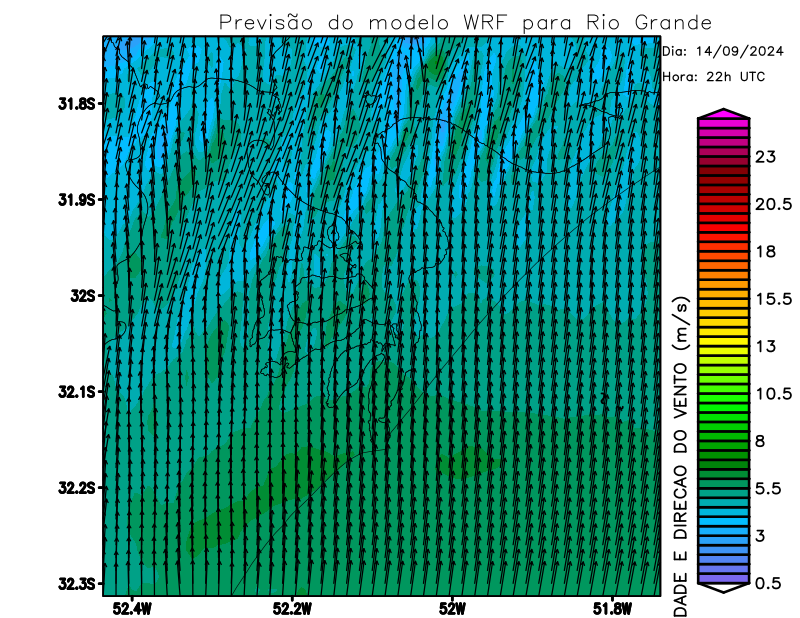 Previsão do modelo WRF para Rio Grande
Dia: 14/09/2024
Hora: 22h UTC
31.8S
31.9S
32S
32.1S
32.2S
32.3S
52.4W
52.2W
52W
51.8W
23
20.5
18
15.5
13
10.5
8
5.5
3
0.5
DADE E DIRECAO DO VENTO (m/s)